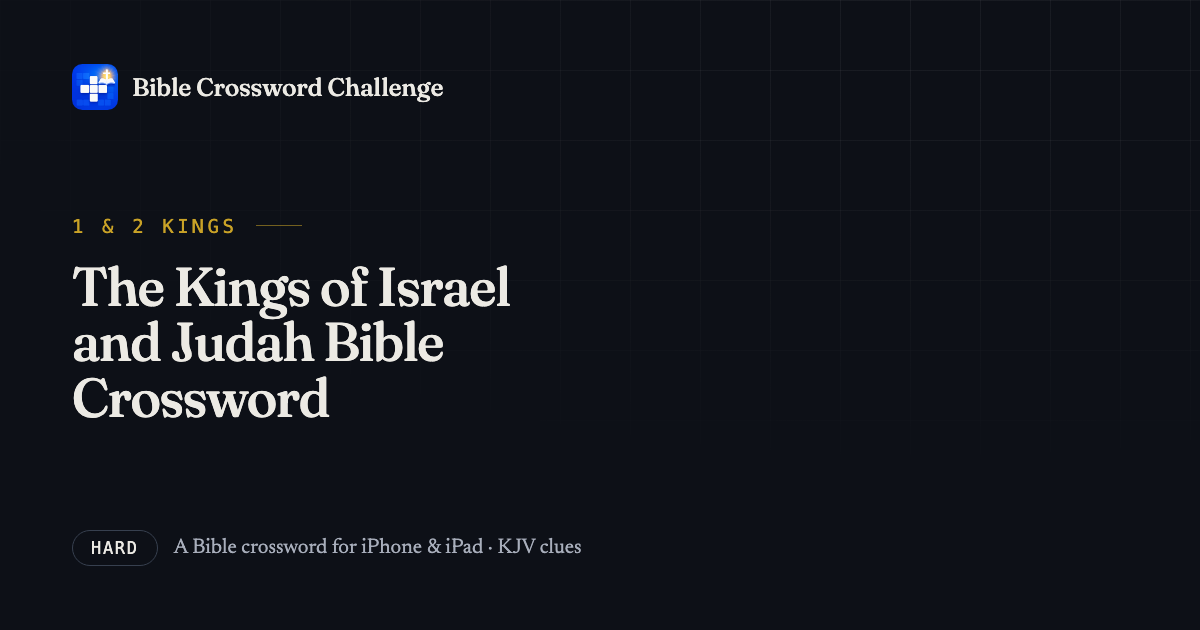 Bible Crossword Challenge
1 & 2 KINGS
The Kings of Israel
and Judah Bible
Crossword
HARD
A Bible crossword for iPhone & iPad · KJV clues